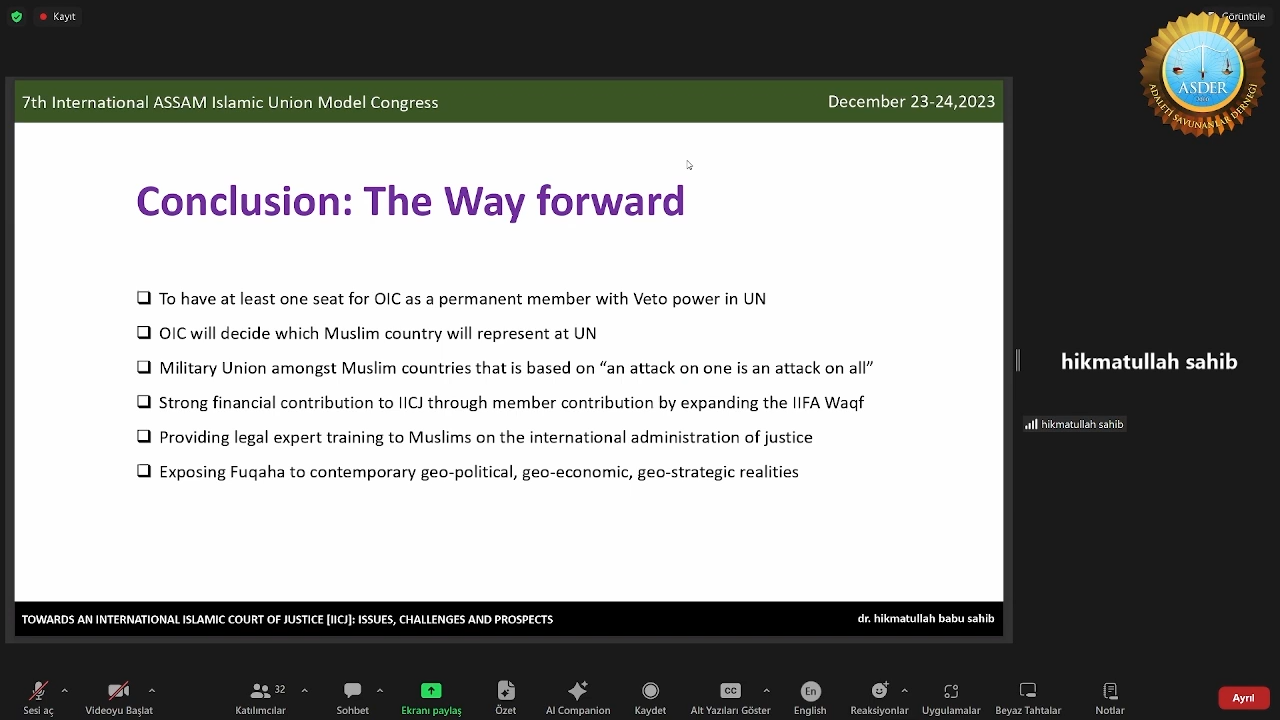 Kayıt
Görüntüle
ASDER
ADALETİ SAVUNANLAR DERNEĞİ
7th International ASSAM Islamic Union Model Congress
December 23-24,2023
Conclusion: The Way forward
❑ To have at least one seat for OIC as a permanent member with Veto power in UN
❑ OIC will decide which Muslim country will represent at UN
❑ Military Union amongst Muslim countries that is based on “an attack on one is an attack on all”
❑ Strong financial contribution to IICJ through member contribution by expanding the IIFA Waqf
❑ Providing legal expert training to Muslims on the international administration of justice
❑ Exposing Fuqaha to contemporary geo-political, geo-economic, geo-strategic realities
hikmatullah sahib
hikmatullah sahib
TOWARDS AN INTERNATIONAL ISLAMIC COURT OF JUSTICE [IICJ]: ISSUES, CHALLENGES AND PROSPECTS
dr. hikmatullah babu sahib
32
CC
En
Sesi aç
Videoyu Başlat
Katılımcılar
Sohbet
Ekranı paylaş
Özet
AI Companion
Kaydet
Alt Yazıları Göster
English
Reaksiyonlar
Uygulamalar
Beyaz Tahtalar
Notlar
Ayrıl